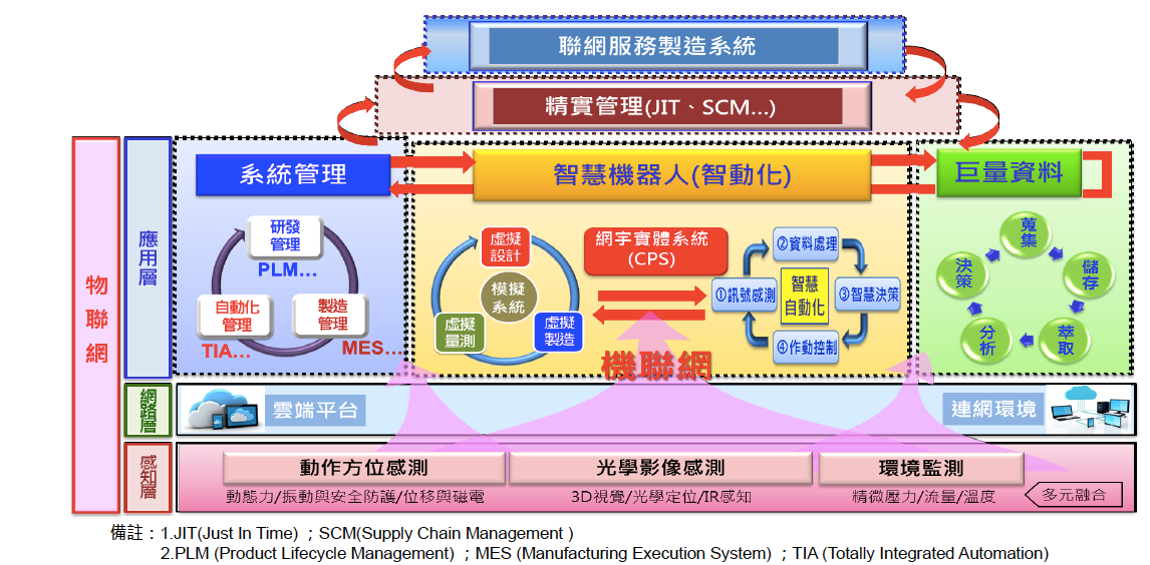 聯網服務製造系統
精實管理(JIT、SCM...)
物
聯
網
應
用
層
系統管理
智慧機器人(智動化)
巨量資料
研發
管理
PLM...
自動化
管理
TIA...
製造
管理
MES...
虛擬
設計
模擬
系統
虛擬
量測
虛擬
製造
網宇實體系統
(CPS)
機聯網
②資料處理
①訊號感測
智慧
自動化
③智慧決策
④作動控制
蒐
集
儲
存
萃
取
分
析
決
策
網
路
層
雲端平台
連網環境
感
知
層
動作方位感測
動態力/振動與安全防護/位移與磁電
光學影像感測
3D視覺/光學定位/IR感知
環境監測
精微壓力/流量/溫度
多元融合
備註：1.JIT(Just In Time) ；SCM(Supply Chain Management )
2.PLM (Product Lifecycle Management) ；MES (Manufacturing Execution System) ；TIA (Totally Integrated Automation)